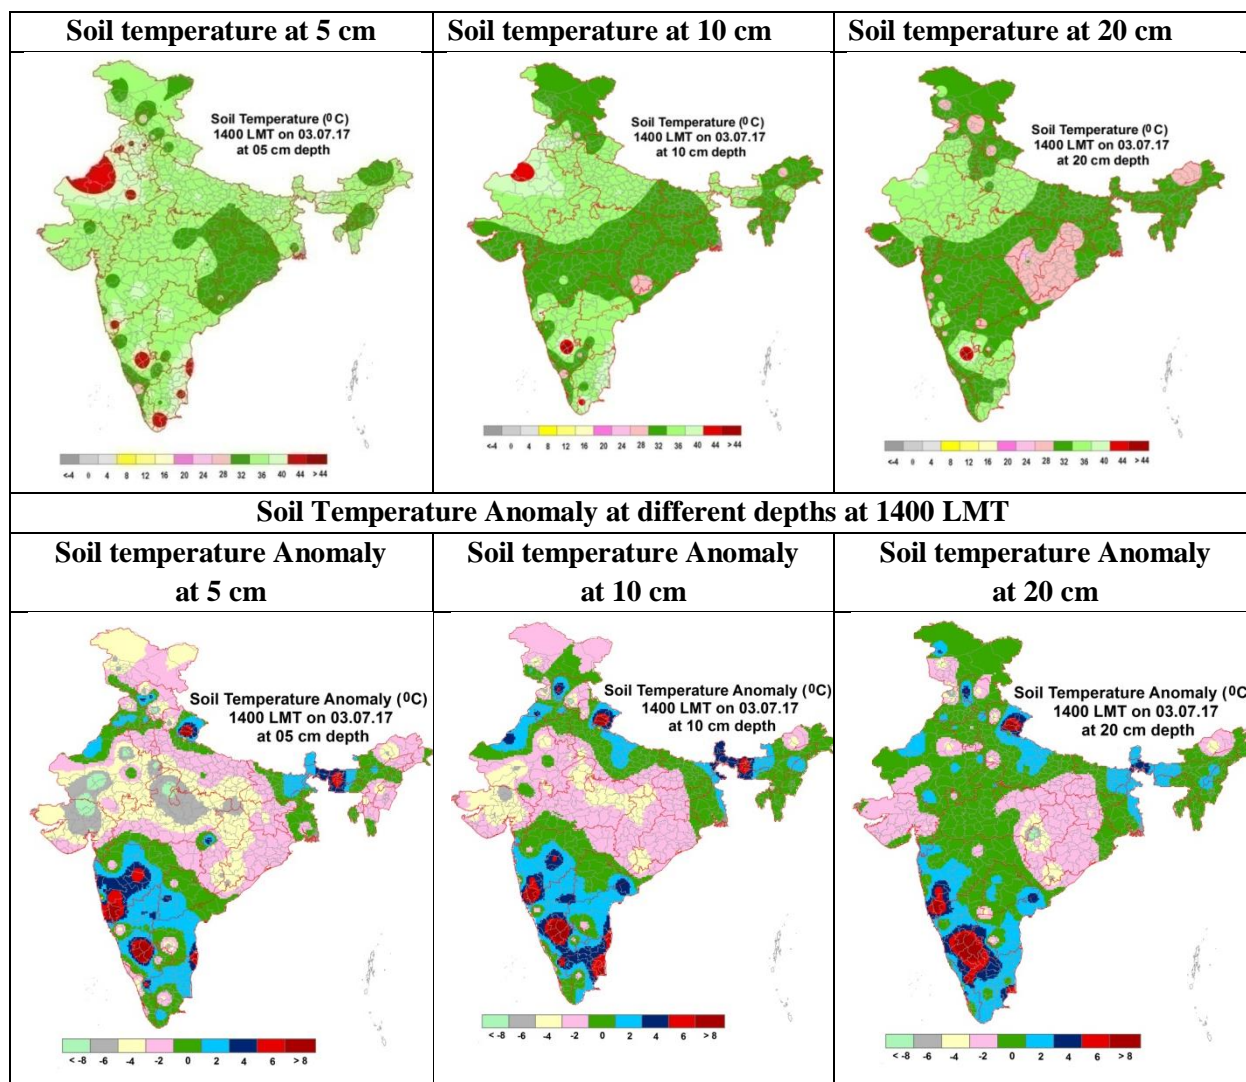 Soil temperature at 5 cm
Soil temperature at 10 cm
Soil temperature at 20 cm
Soil Temperature (⁰C)
1400 LMT on 03.07.17
at 05 cm depth
<-4 0 4 8 12 16 20 24 28 32 36 40 44 >44
Soil Temperature (⁰C)
1400 LMT on 03.07.17
at 10 cm depth
<-4 0 4 8 12 16 20 24 28 32 36 40 44 >44
Soil Temperature (⁰C)
1400 LMT on 03.07.17
at 20 cm depth
<-4 0 4 8 12 16 20 24 28 32 36 40 44 >44
Soil Temperature Anomaly at different depths at 1400 LMT
Soil temperature Anomaly
at 5 cm
Soil temperature Anomaly
at 10 cm
Soil temperature Anomaly
at 20 cm
Soil Temperature Anomaly (⁰C)
1400 LMT on 03.07.17
at 05 cm depth
< -8 -6 -4 -2 0 2 4 6 > 8
Soil Temperature Anomaly (⁰C)
1400 LMT on 03.07.17
at 10 cm depth
< -8 -6 -4 -2 0 2 4 6 > 8
Soil Temperature Anomaly (⁰C
1400 LMT on 03.07.17
at 20 cm depth
< -8 -6 -4 -2 0 2 4 6 > 8